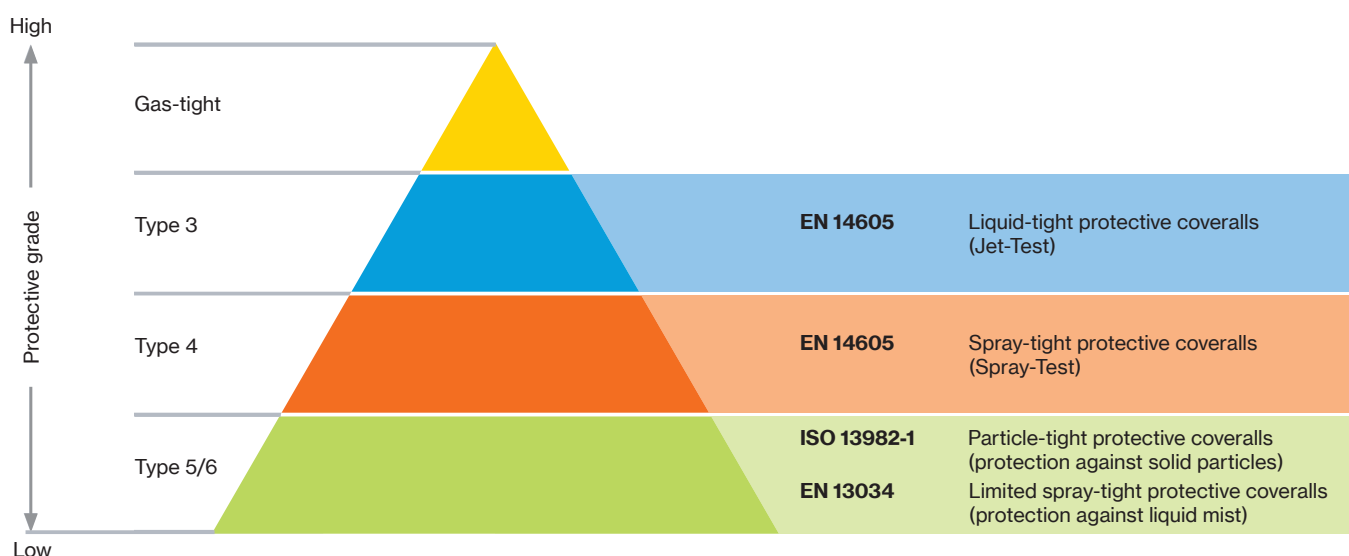 High
Gas-tight
Protective grade
Type 3
EN 14605 Liquid-tight protective coveralls
(Jet-Test)
Type 4
EN 14605 Spray-tight protective coveralls
(Spray-Test)
Type 5/6
ISO 13982-1 Particle-tight protective coveralls
(protection against solid particles)
EN 13034 Limited spray-tight protective coveralls
(protection against liquid mist)
Low